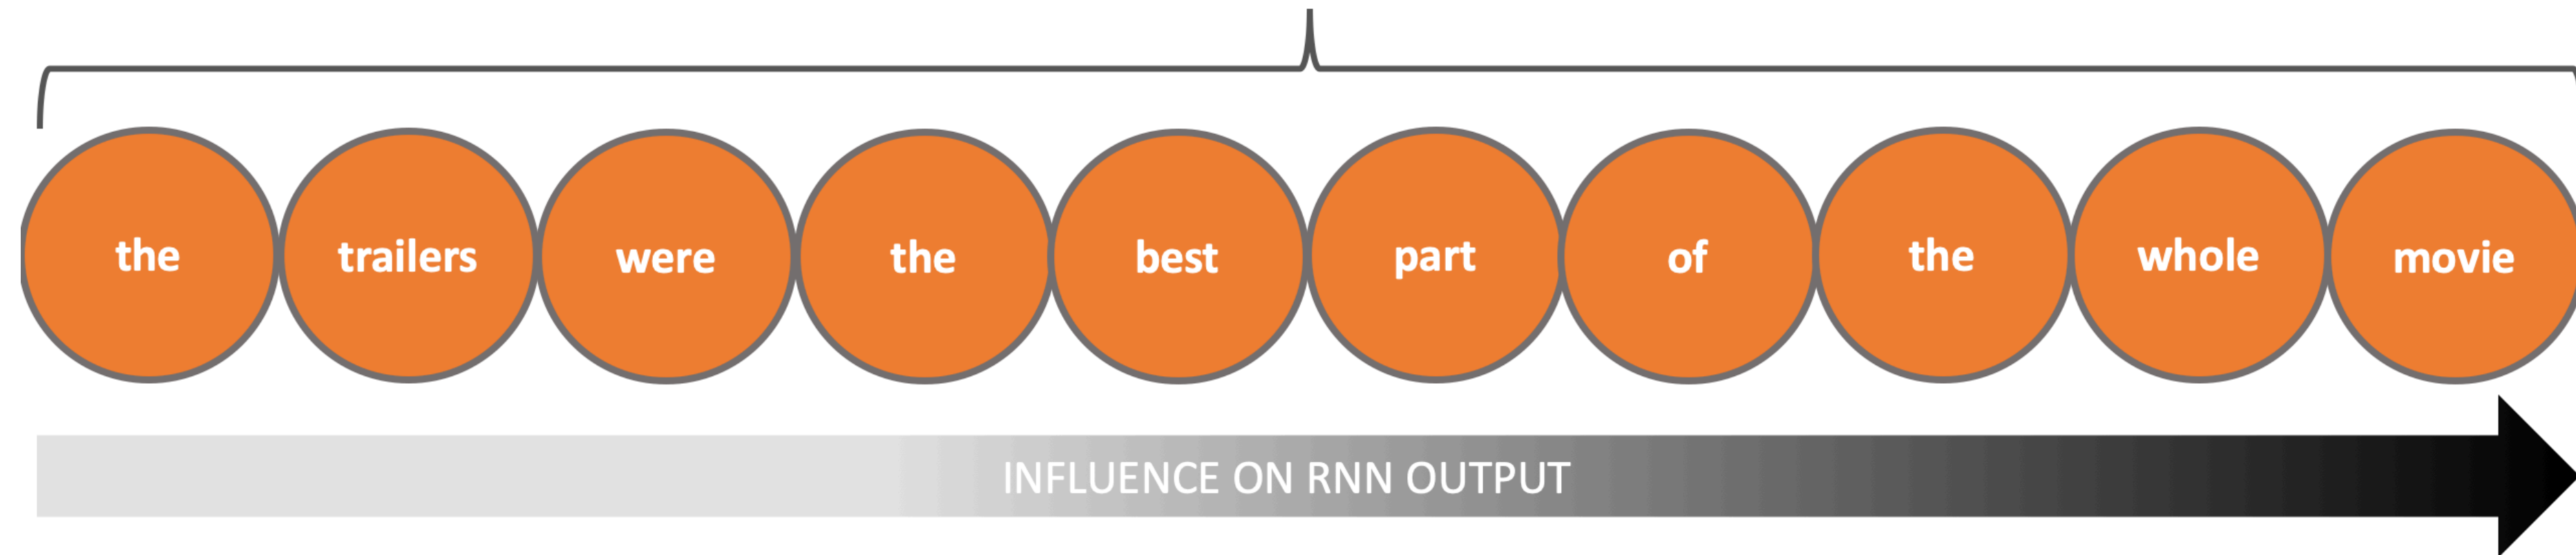 the trailers were the best part of the whole movie
INFLUENCE ON RNN OUTPUT